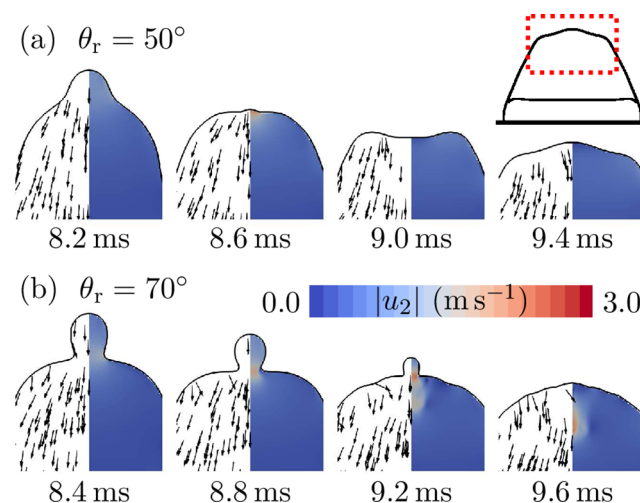 (a) θr = 50°
8.2 ms 8.6 ms 9.0 ms 9.4 ms
(b) θr = 70° 0.0 |u2| (m s−1) 3.0
8.4 ms 8.8 ms 9.2 ms 9.6 ms